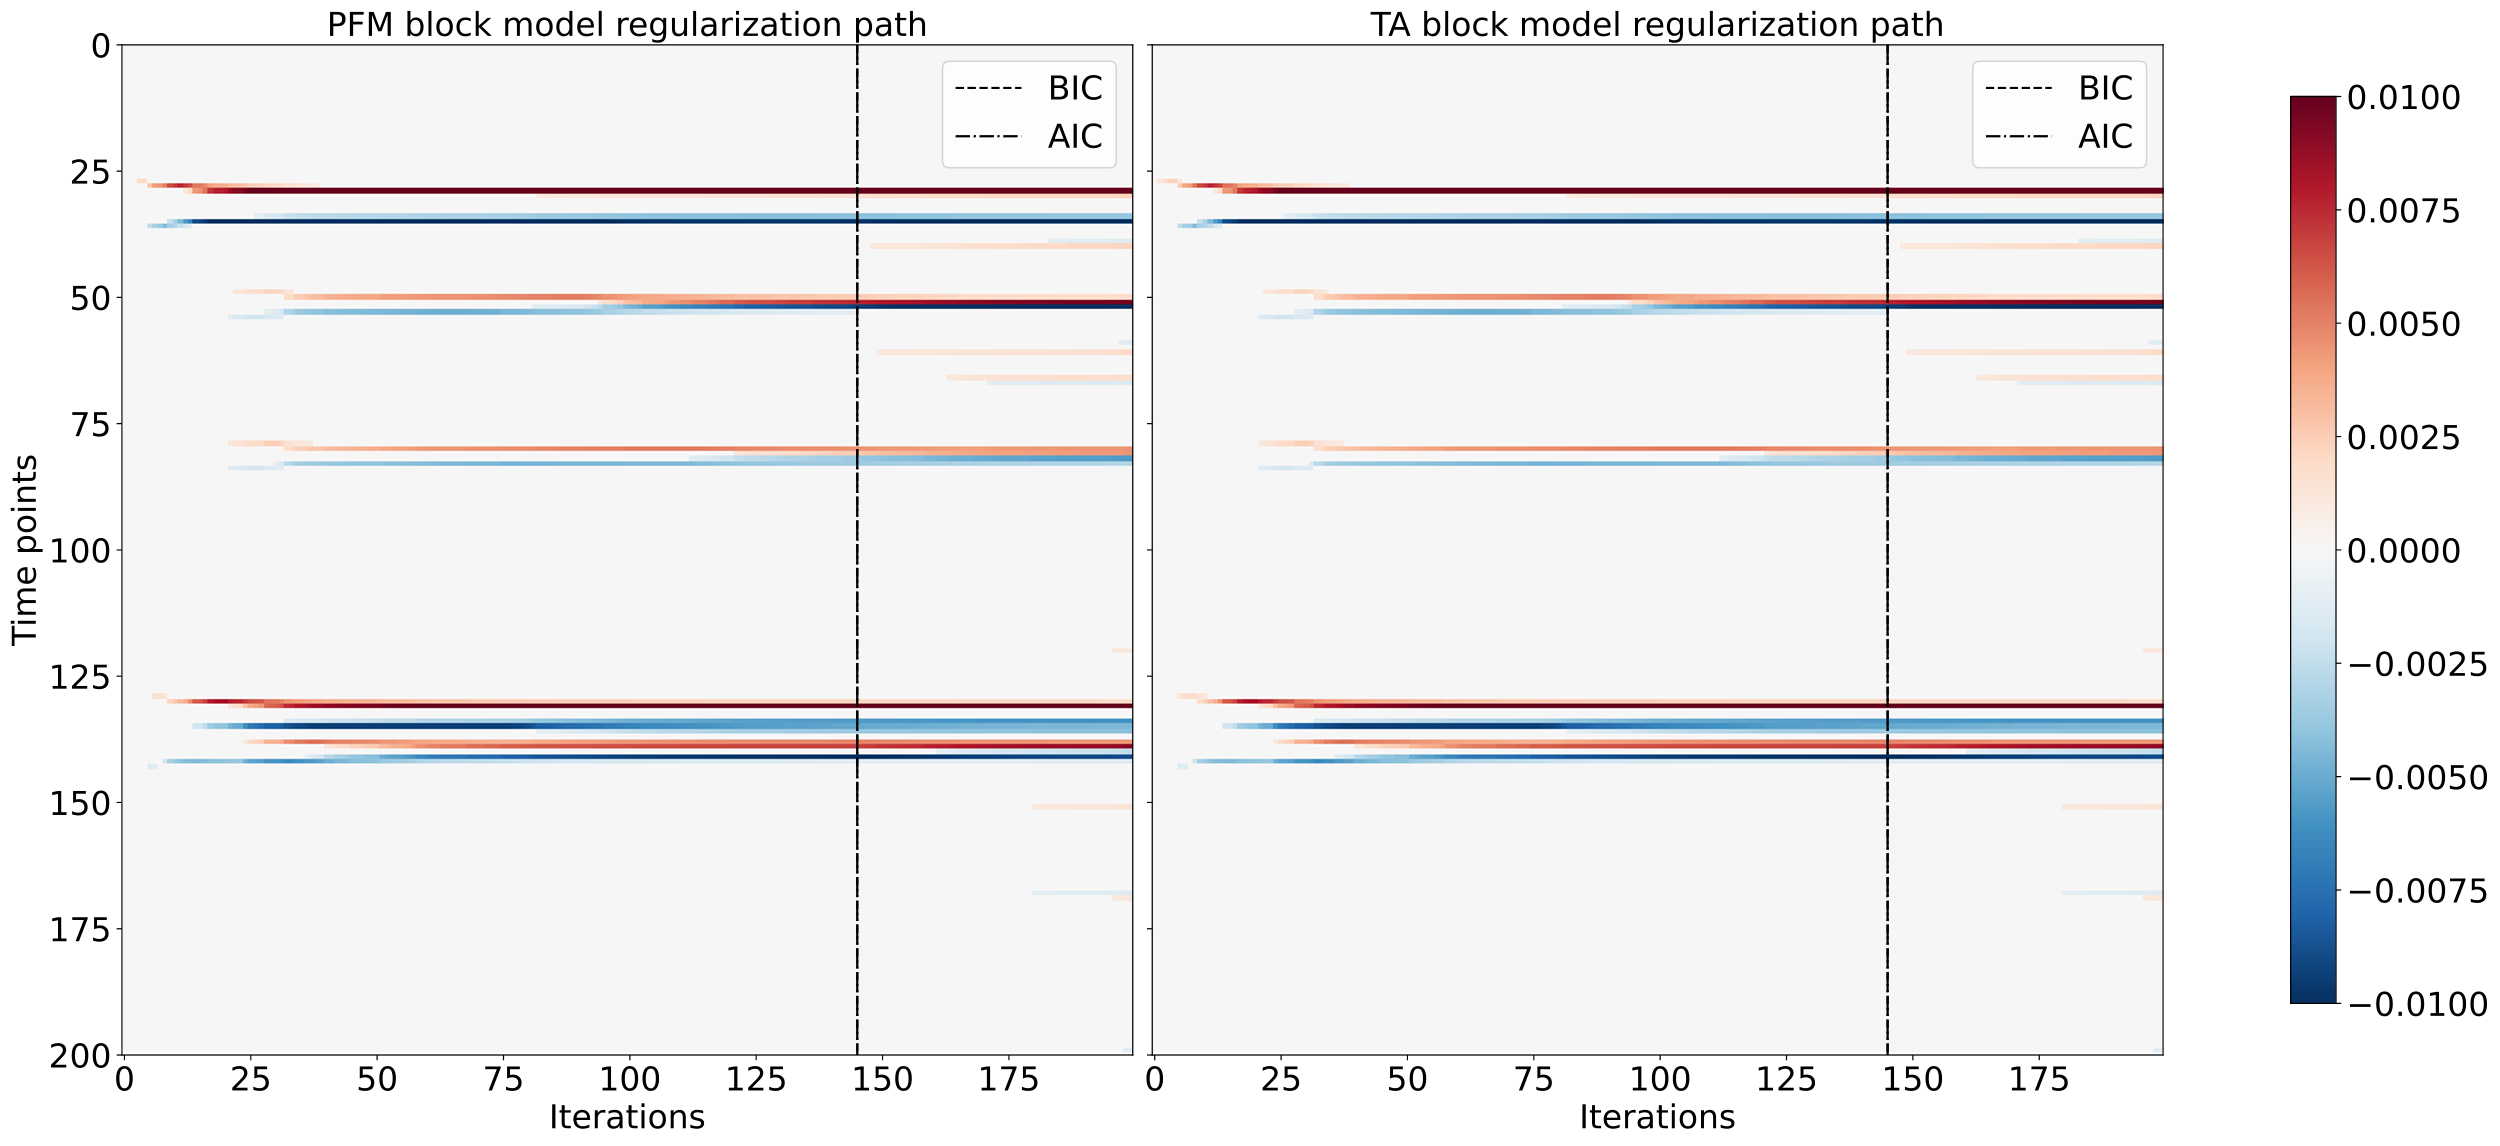 PFM block model regularization path
TA block model regularization path
BIC
AIC
BIC
AIC
Time points
0
25
50
75
100
125
150
175
200
0 25 50 75 100 125 150 175
0 25 50 75 100 125 150 175
Iterations
Iterations
0.0100
0.0075
0.0050
0.0025
0.0000
−0.0025
−0.0050
−0.0075
−0.0100